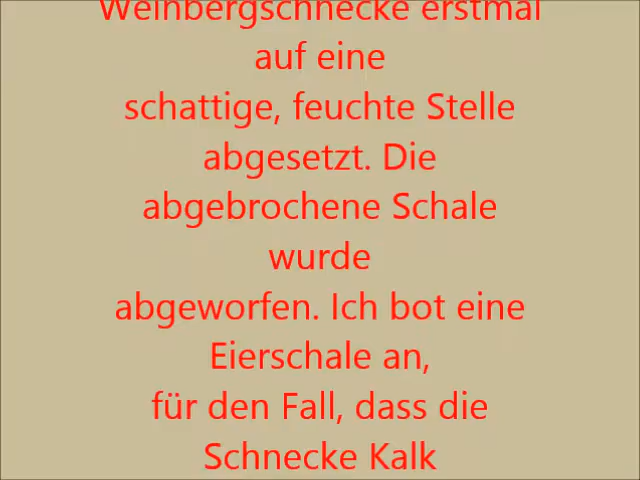 Weinbergschnecke erstmal
auf eine
schattige, feuchte Stelle
abgesetzt. Die
abgebrochene Schale
wurde
abgeworfen. Ich bot eine
Eierschale an,
für den Fall, dass die
Schnecke Kalk